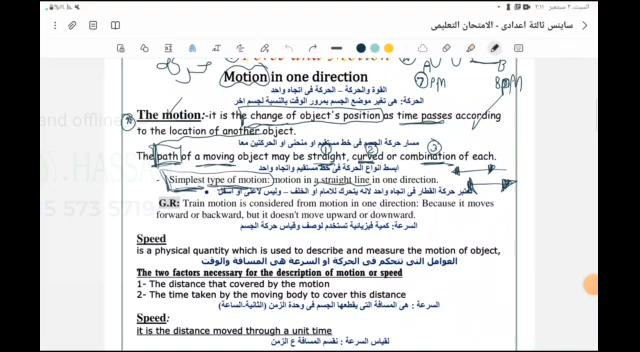 السبت، ٢ سبتمبر ٢:١١
ساينس ثالثة اعدادى - الامتحان التعليمى
Force and Motion
Motion in one direction
القوة والحركة – الحركة فى اتجاه واحد
الحركة: هى تغير موضع الجسم بمرور الوقت بالنسبة لجسم اخر
The motion:-it is the change of object's position as time passes according
to the location of another object.
مسار حركة الجسم فى خط مستقيم او منحنى او الحركتين معا
The path of a moving object may be straight, curved or combination of each.
ابسط انواع الحركة فى خط مستقيم واتجاه واحد
- Simplest type of motion: motion in a straight line in one direction.
تعتبر حركة القطار فى اتجاه واحد لانه يتحرك للامام او الخلف – وليس لاعلى او اسفل
G.R: Train motion is considered from motion in one direction: Because it moves
forward or backward, but it doesn't move upward or downward.
السرعة: كمية فيزيائية تستخدم لوصف وقياس حركة الجسم
Speed
is a physical quantity which is used to describe and measure the motion of object,
العوامل التى تتحكم فى الحركة او السرعة هى المسافة والوقت
The two factors necessary for the description of motion or speed
1- The distance that covered by the motion
2- The time taken by the moving body to cover this distance
السرعة : هى المسافة التى يقطعها الجسم فى وحدة الزمن (الثانية-الساعة)
Speed:
it is the distance moved through a unit time
لقياس السرعة : نقسم المسافة ع الزمن